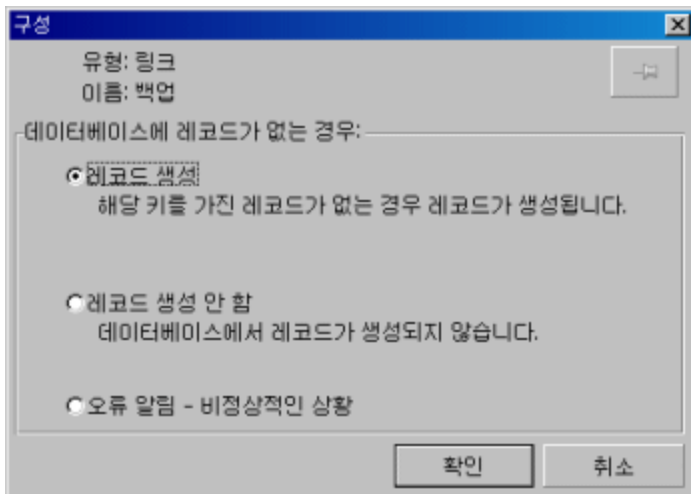 구성
유형: 링크
이름: 백업
데이터베이스에 레코드가 없는 경우:
레코드 생성
해당 키를 가진 레코드가 없는 경우 레코드가 생성됩니다.
레코드 생성 안 함
데이터베이스에서 레코드가 생성되지 않습니다.
오류 알림 - 비정상적인 상황
확인
취소